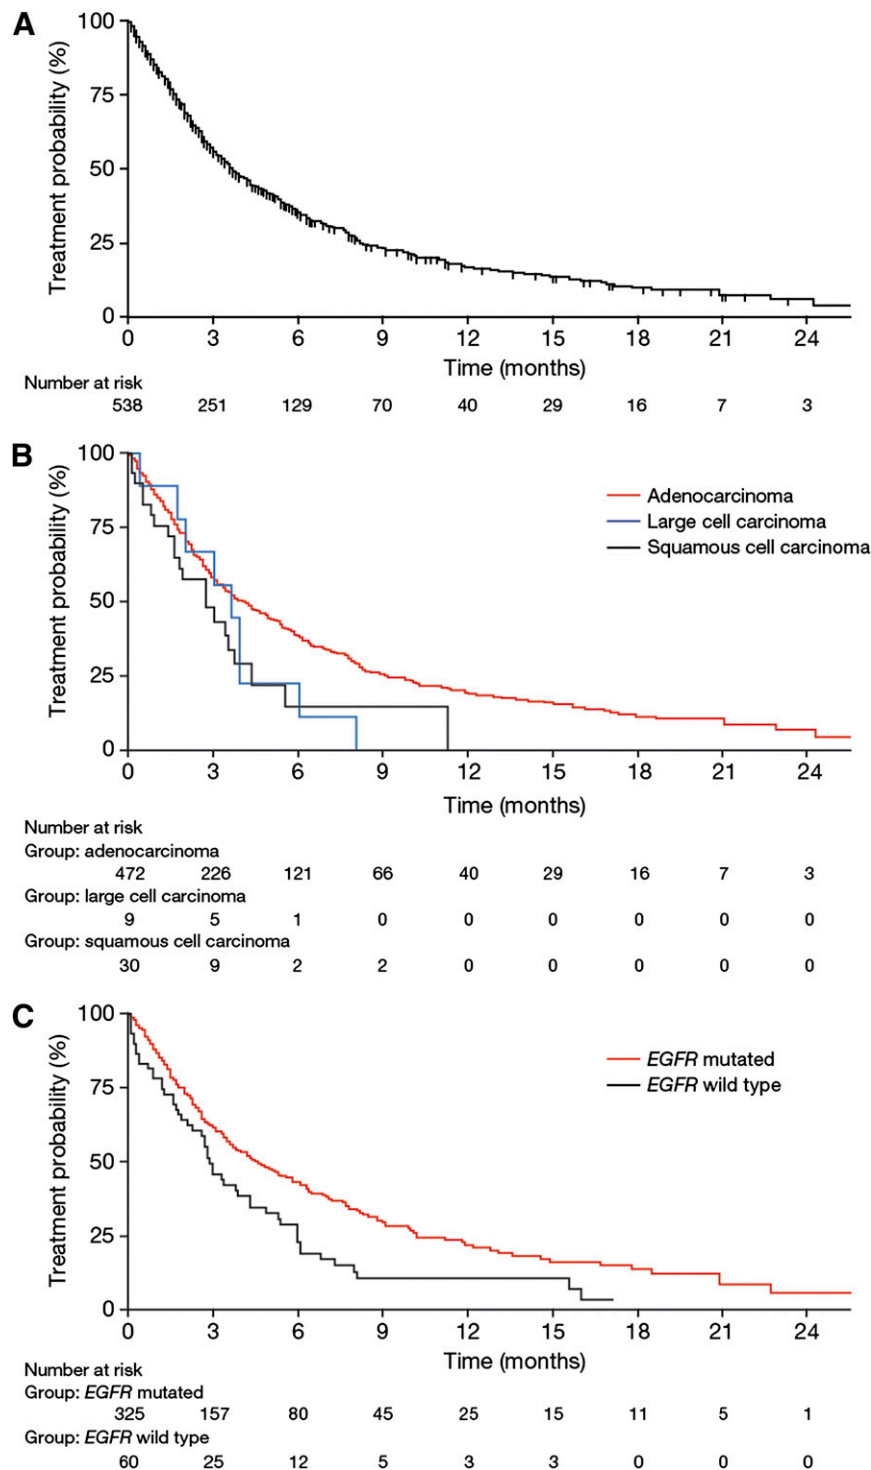 A
Treatment probability (%)
100
75
50
25
0
0 3 6 9 12 15 18 21 24
Time (months)
Number at risk
538 251 129 70 40 29 16 7 3
B
Treatment probability (%)
100
75
50
25
0
Adenocarcinoma
Large cell carcinoma
Squamous cell carcinoma
0 3 6 9 12 15 18 21 24
Time (months)
Number at risk
Group: adenocarcinoma
472 226 121 66 40 29 16 7 3
Group: large cell carcinoma
9 5 1 0 0 0 0 0 0
Group: squamous cell carcinoma
30 9 2 2 0 0 0 0 0
C
Treatment probability (%)
100
75
50
25
0
EGFR mutated
EGFR wild type
0 3 6 9 12 15 18 21 24
Time (months)
Number at risk
Group: EGFR mutated
325 157 80 45 25 15 11 5 1
Group: EGFR wild type
60 25 12 5 3 3 0 0 0